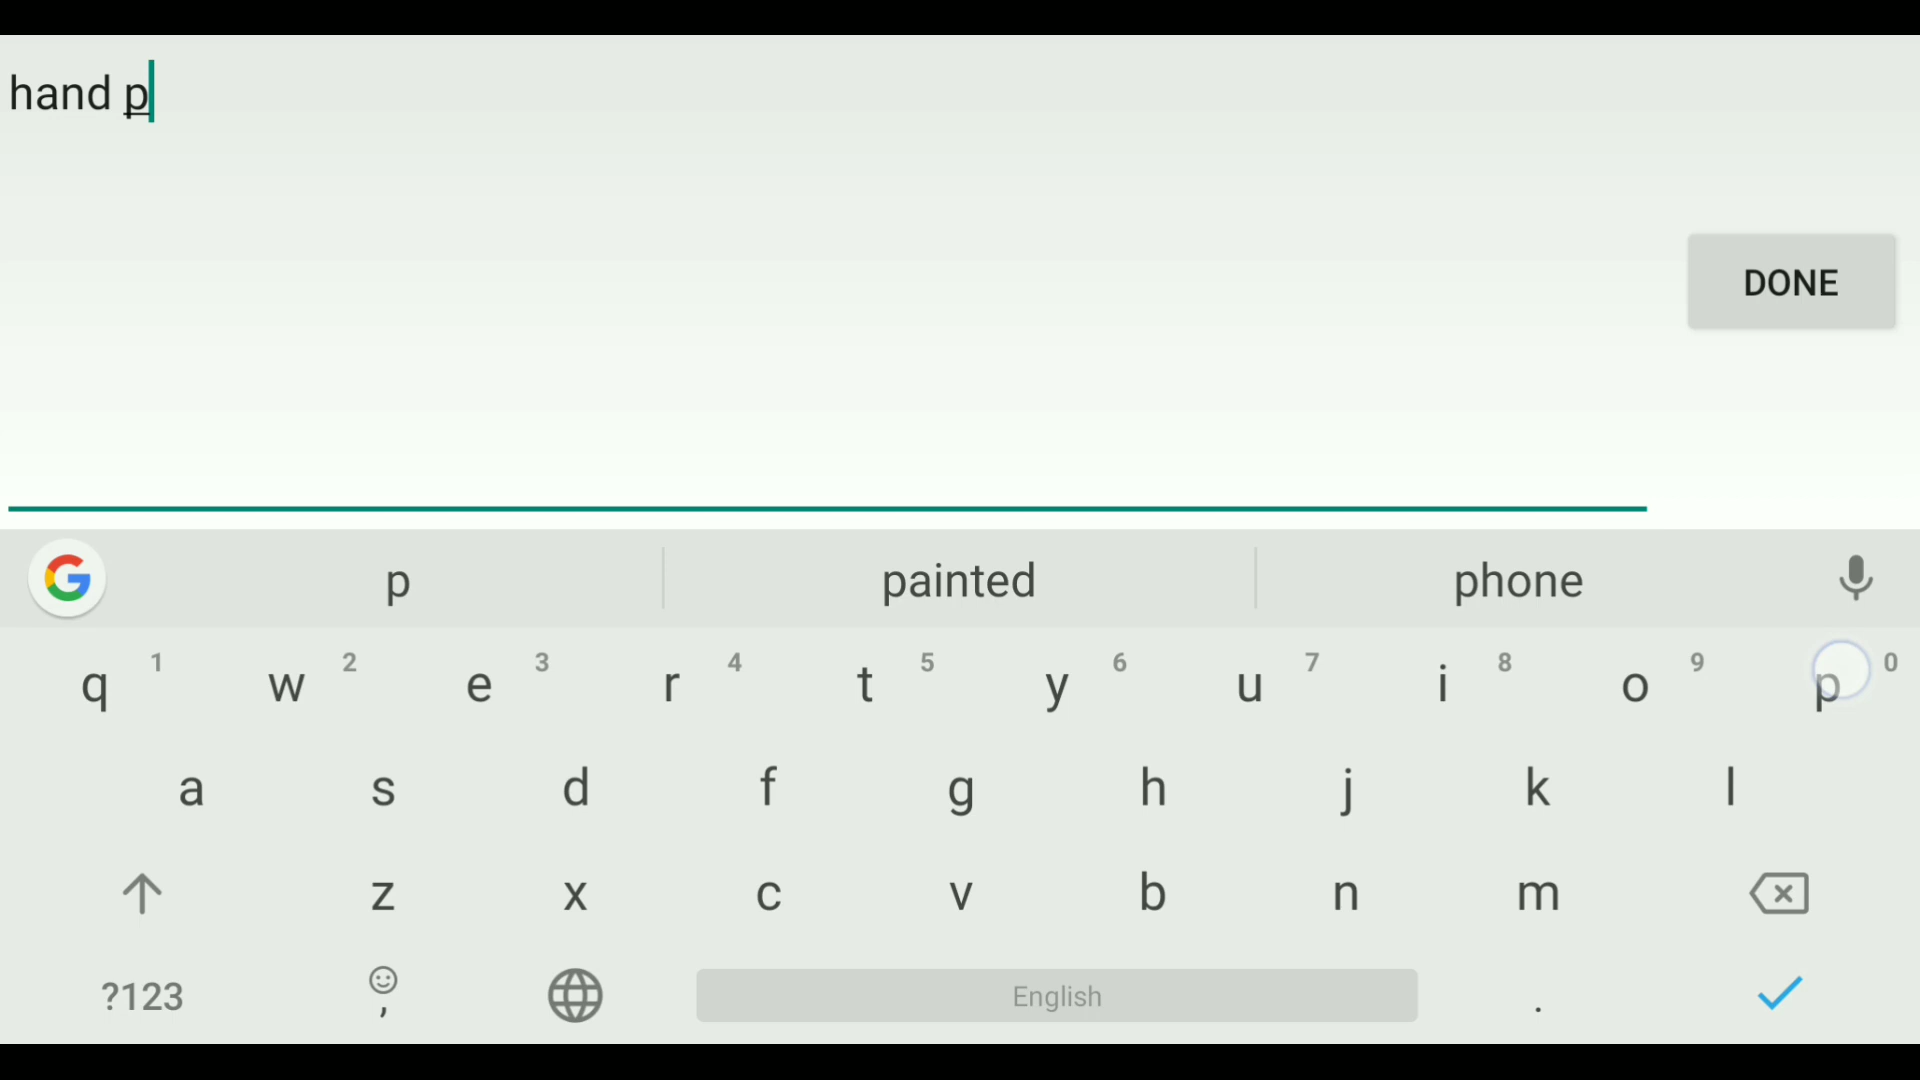 hand p
DONE
p painted phone
q 1 w 2 e 3 r 4 t 5 y 6 u 7 i 8 o 9 p 0
a s d f g h j k l
z x c v b n m
?123 , English .